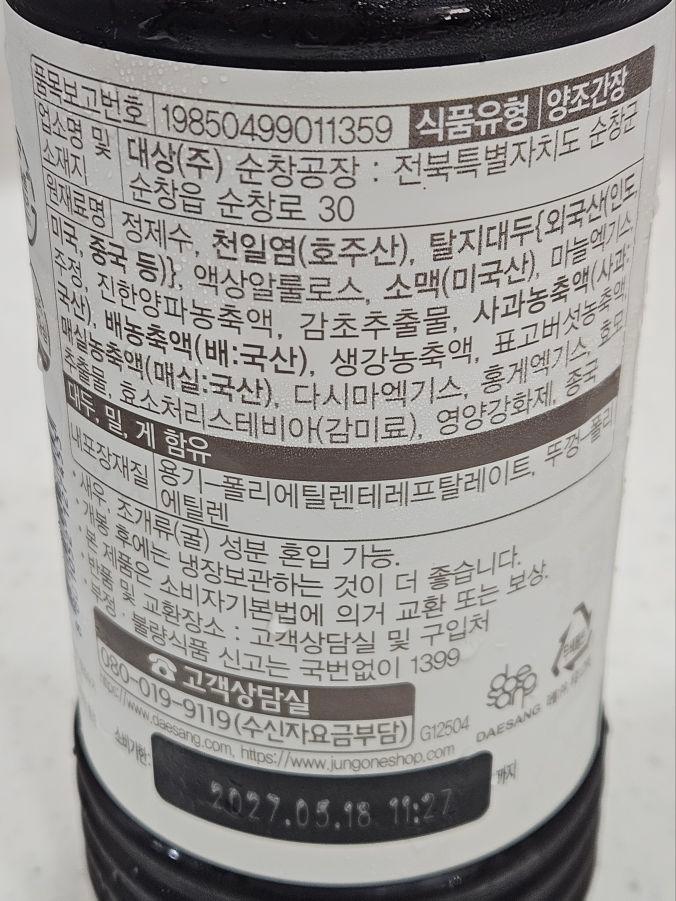 품목보고번호 19850499011359 식품유형 양조간장
업소명 및 소재지 대상(주) 순창공장 : 전북특별자치도 순창군
순창읍 순창로 30
원재료명 정제수, 천일염(호주산), 탈지대두{외국산(인도,
미국, 중국 등)}, 액상알룰로스, 소맥(미국산), 마늘엑기스,
주정, 진한양파농축액, 감초추출물, 사과농축액(사과:
국산), 배농축액(배:국산), 생강농축액, 표고버섯농축액,
매실농축액(매실:국산), 다시마엑기스, 홍게엑기스, 효모
추출물, 효소처리스테비아(감미료), 영양강화제, 종국
대두, 밀, 게 함유
내포장재질 용기-폴리에틸렌테레프탈레이트, 뚜껑-폴리
에틸렌
• 새우, 조개류(굴) 성분 혼입 가능.
• 개봉 후에는 냉장보관하는 것이 더 좋습니다.
• 본 제품은 소비자기본법에 의거 교환 또는 보상.
• 반품 및 교환장소 : 고객상담실 및 구입처
• 부정·불량식품 신고는 국번없이 1399
고객상담실
080-019-9119 (수신자요금부담)
G12504
DAESANG
https://www.daesang.com, https://www.jungoneshop.com
소비기한: 2027.05.18 11:27 까지